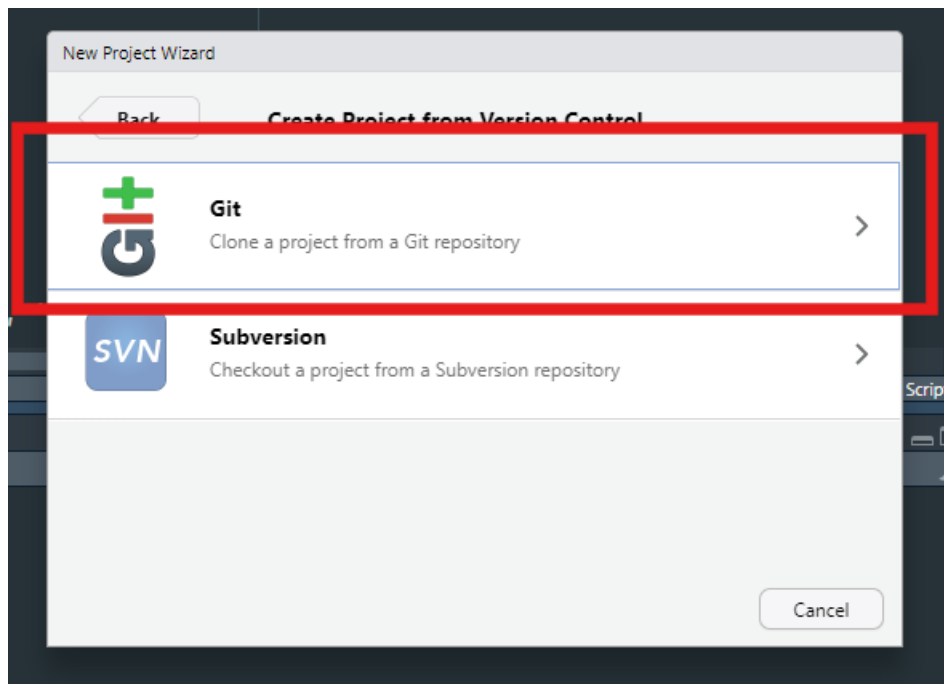 New Project Wizard
Back
Create Project from Version Control
git
Git
Clone a project from a Git repository
SVN
Subversion
Checkout a project from a Subversion repository
Cancel